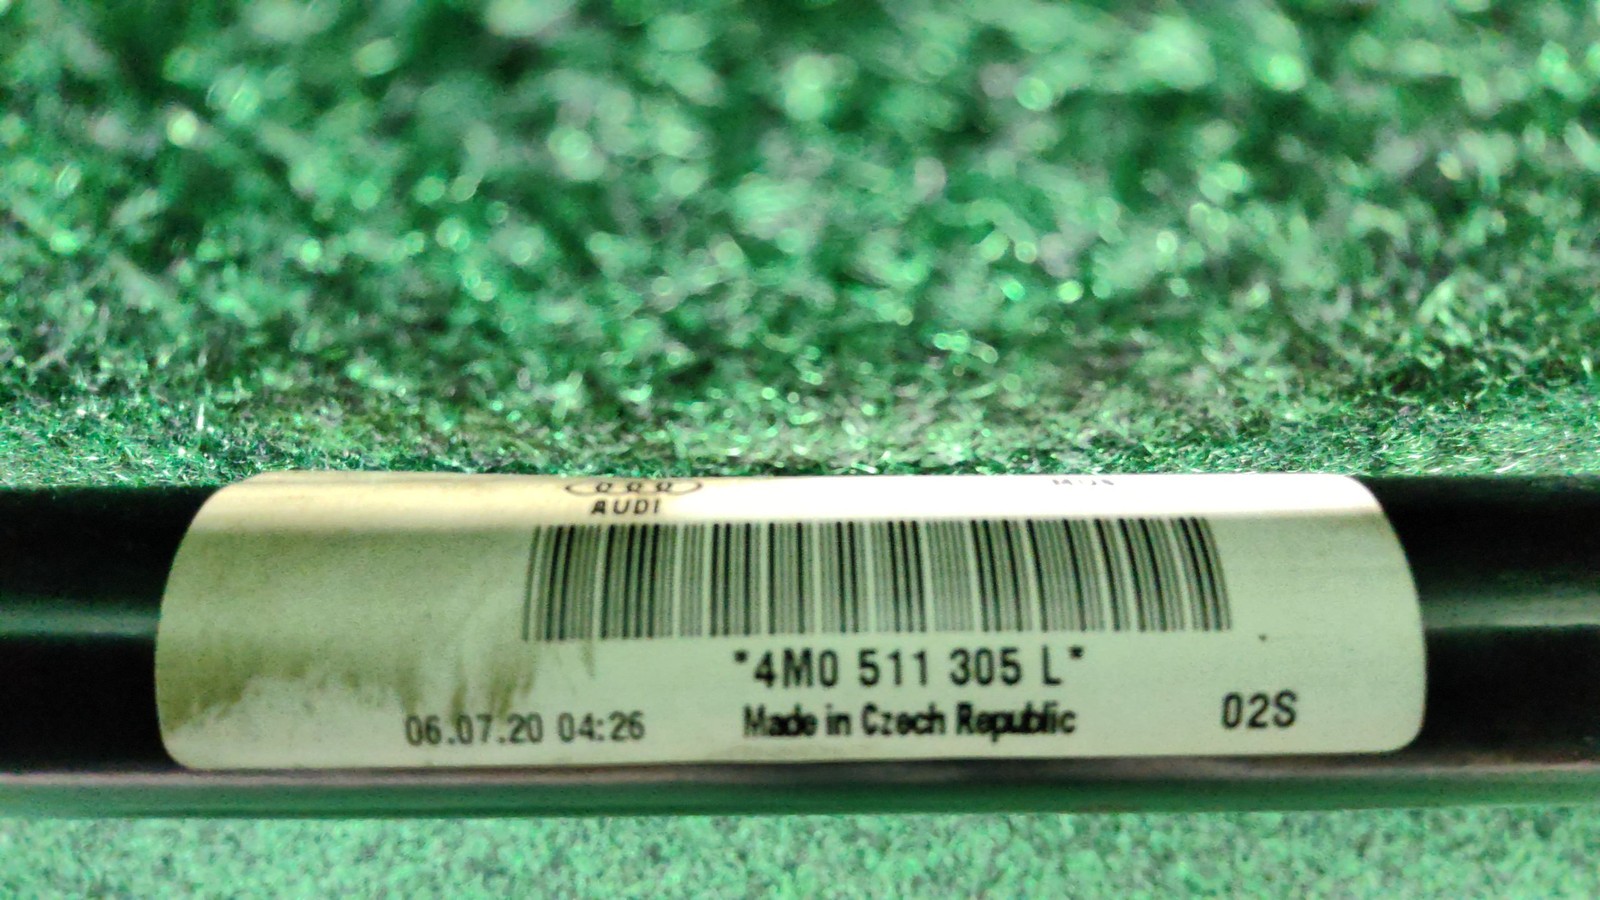 AUDI
*4M0 511 305 L*
06.07.20 04:26 Made in Czech Republic 02S